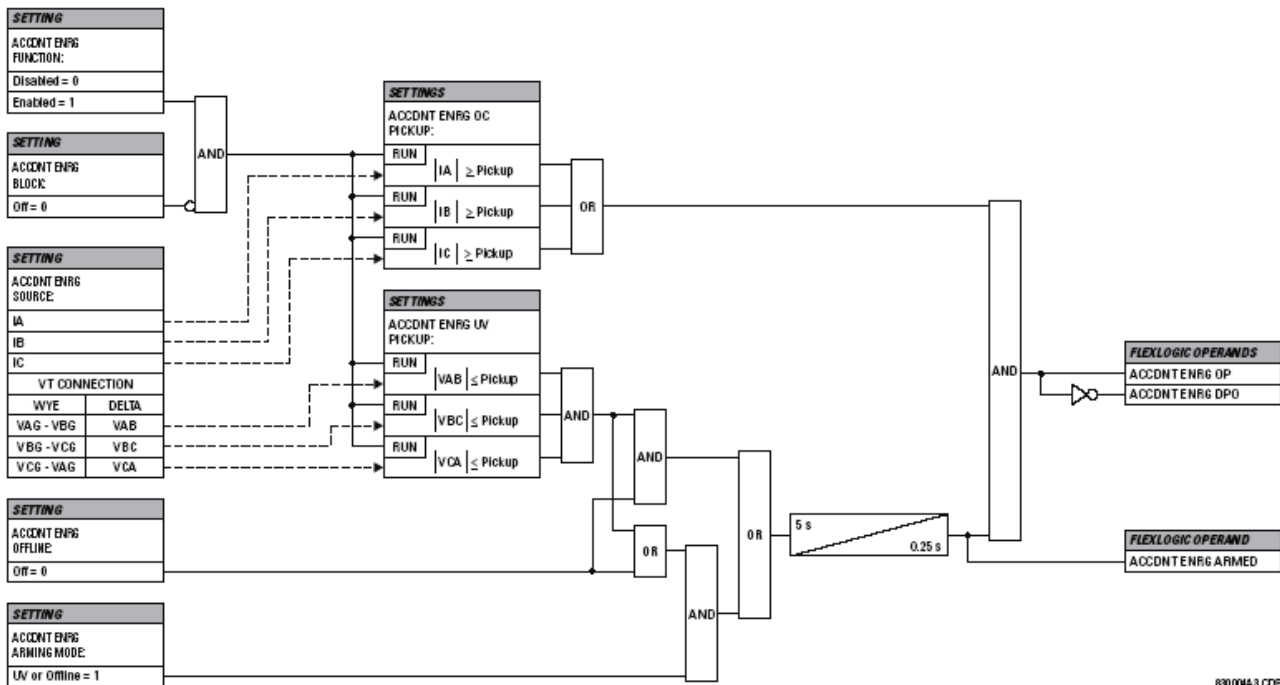 SETTING
ACCDNT ENRG
FUNCTION:
Disabled = 0
Enabled = 1
SETTING
ACCDNT ENRG
BLOCK:
Off = 0
SETTING
ACCDNT ENRG
SOURCE:
IA
IB
IC
VT CONNECTION
WYE DELTA
VAG - VBG VAB
VBG - VCG VBC
VCG - VAG VCA
SETTING
ACCDNT ENRG
OFFLINE:
Off = 0
SETTING
ACCDNT ENRG
ARMING MODE:
UV or Offline = 1
AND
SETTINGS
ACCDNT ENRG OC
PICKUP:
RUN
|IA| ≥ Pickup
RUN
|IB| ≥ Pickup
RUN
|IC| ≥ Pickup
OR
SETTINGS
ACCDNT ENRG UV
PICKUP:
RUN
|VAB| ≤ Pickup
RUN
|VBC| ≤ Pickup
RUN
|VCA| ≤ Pickup
AND
AND
OR
AND
OR
5 s
0.25 s
AND
FLEXLOGIC OPERANDS
ACCDNT ENRG OP
ACCDNT ENRG DPO
FLEXLOGIC OPERAND
ACCDNT ENRG ARMED